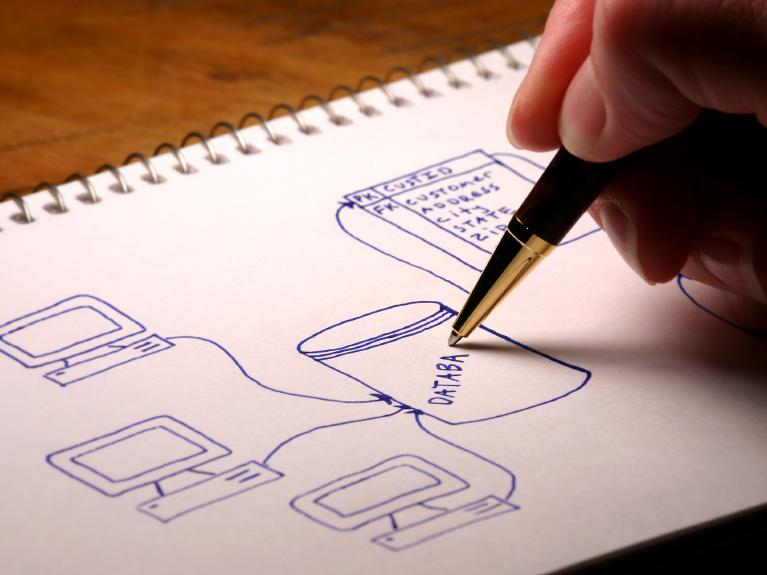 PK CUSTID
FK CUSTOMER
ADDRESS
City
STATE
Zip
DATABA